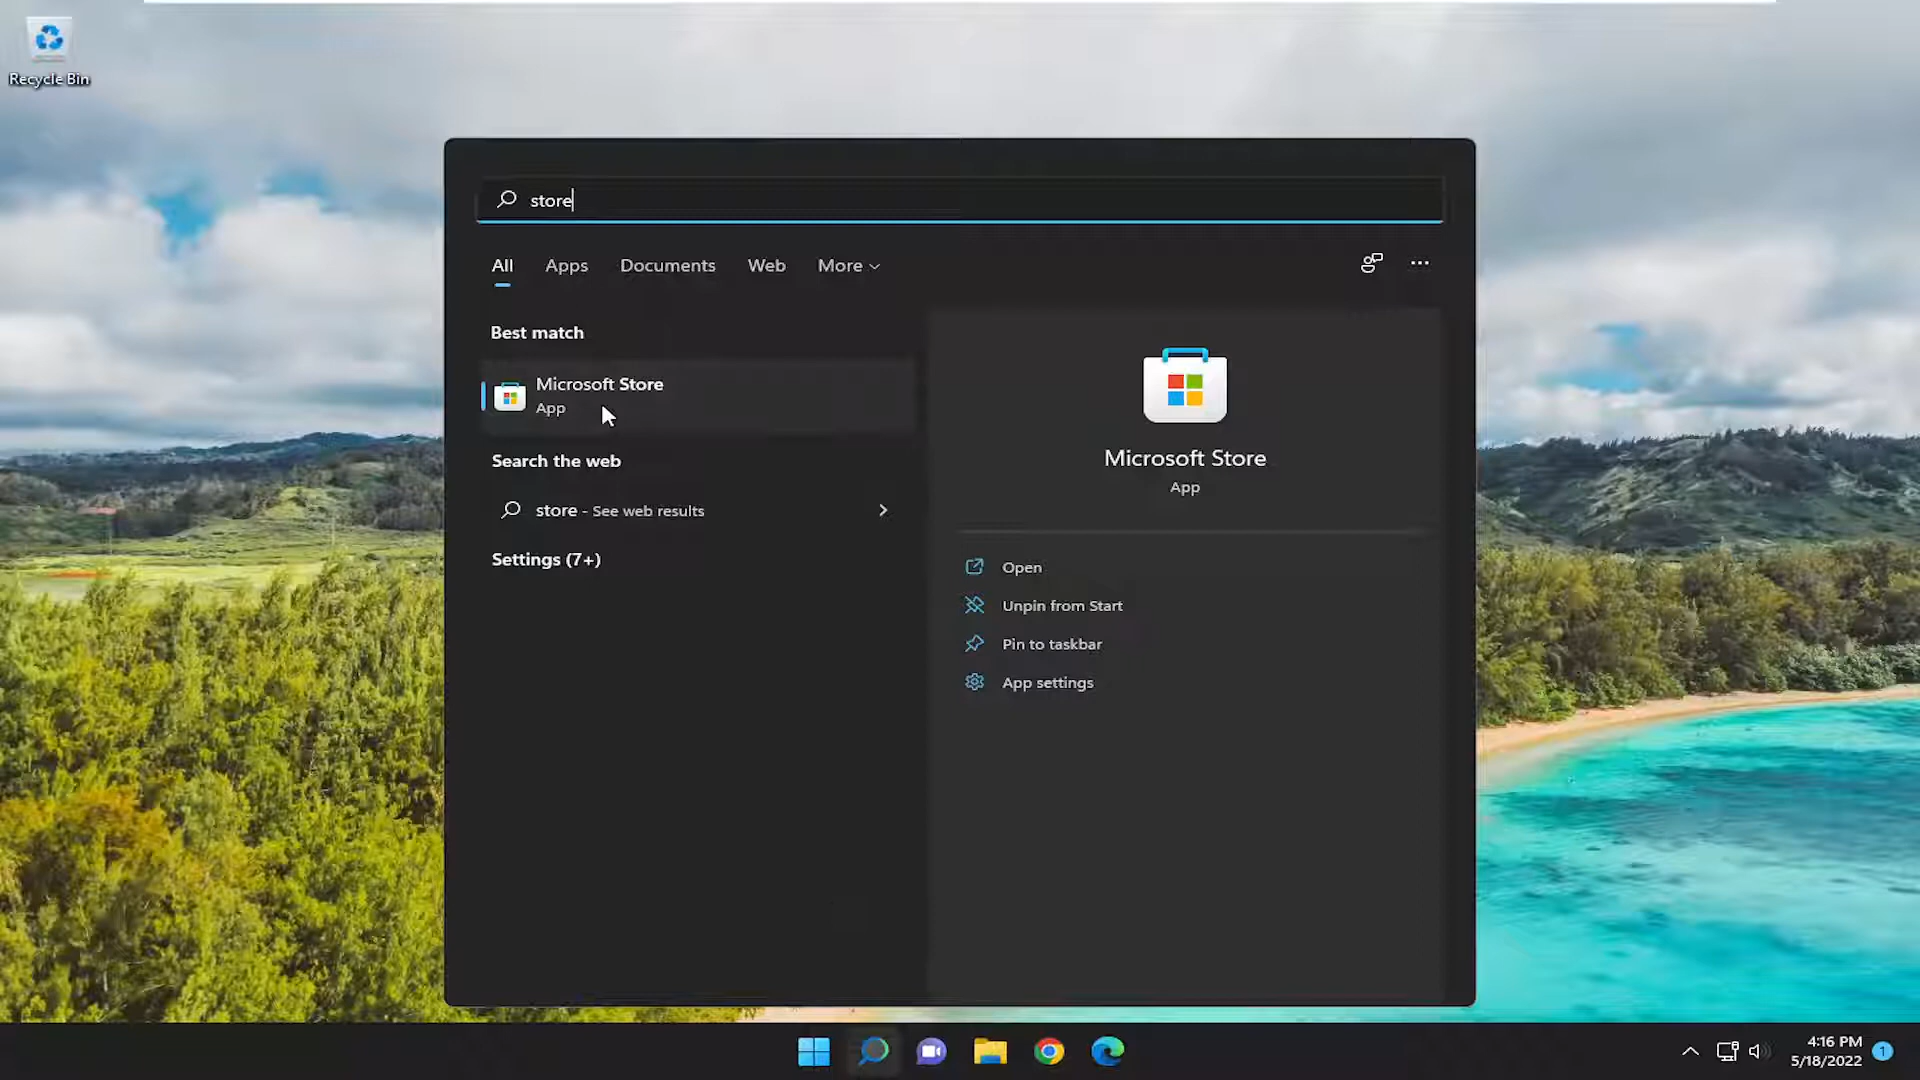 Recycle Bin
store
All
Apps
Documents
Web
More
Best match
Microsoft Store
App
Search the web
store - See web results
Settings (7+)
Microsoft Store
App
Open
Unpin from Start
Pin to taskbar
App settings
4:16 PM
5/18/2022
1